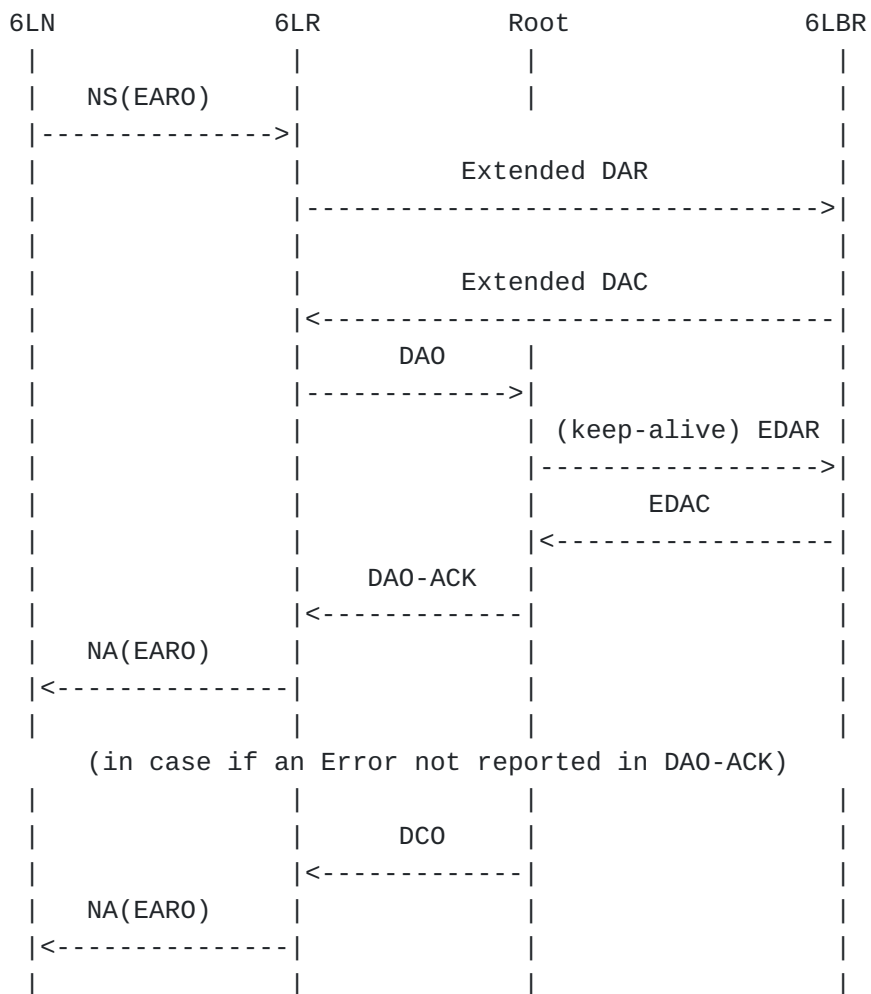 6LN 6LR Root 6LBR
NS(EARO)
Extended DAR
Extended DAC
DAO
(keep-alive) EDAR
EDAC
DAO-ACK
NA(EARO)
(in case if an Error not reported in DAO-ACK)
DCO
NA(EARO)